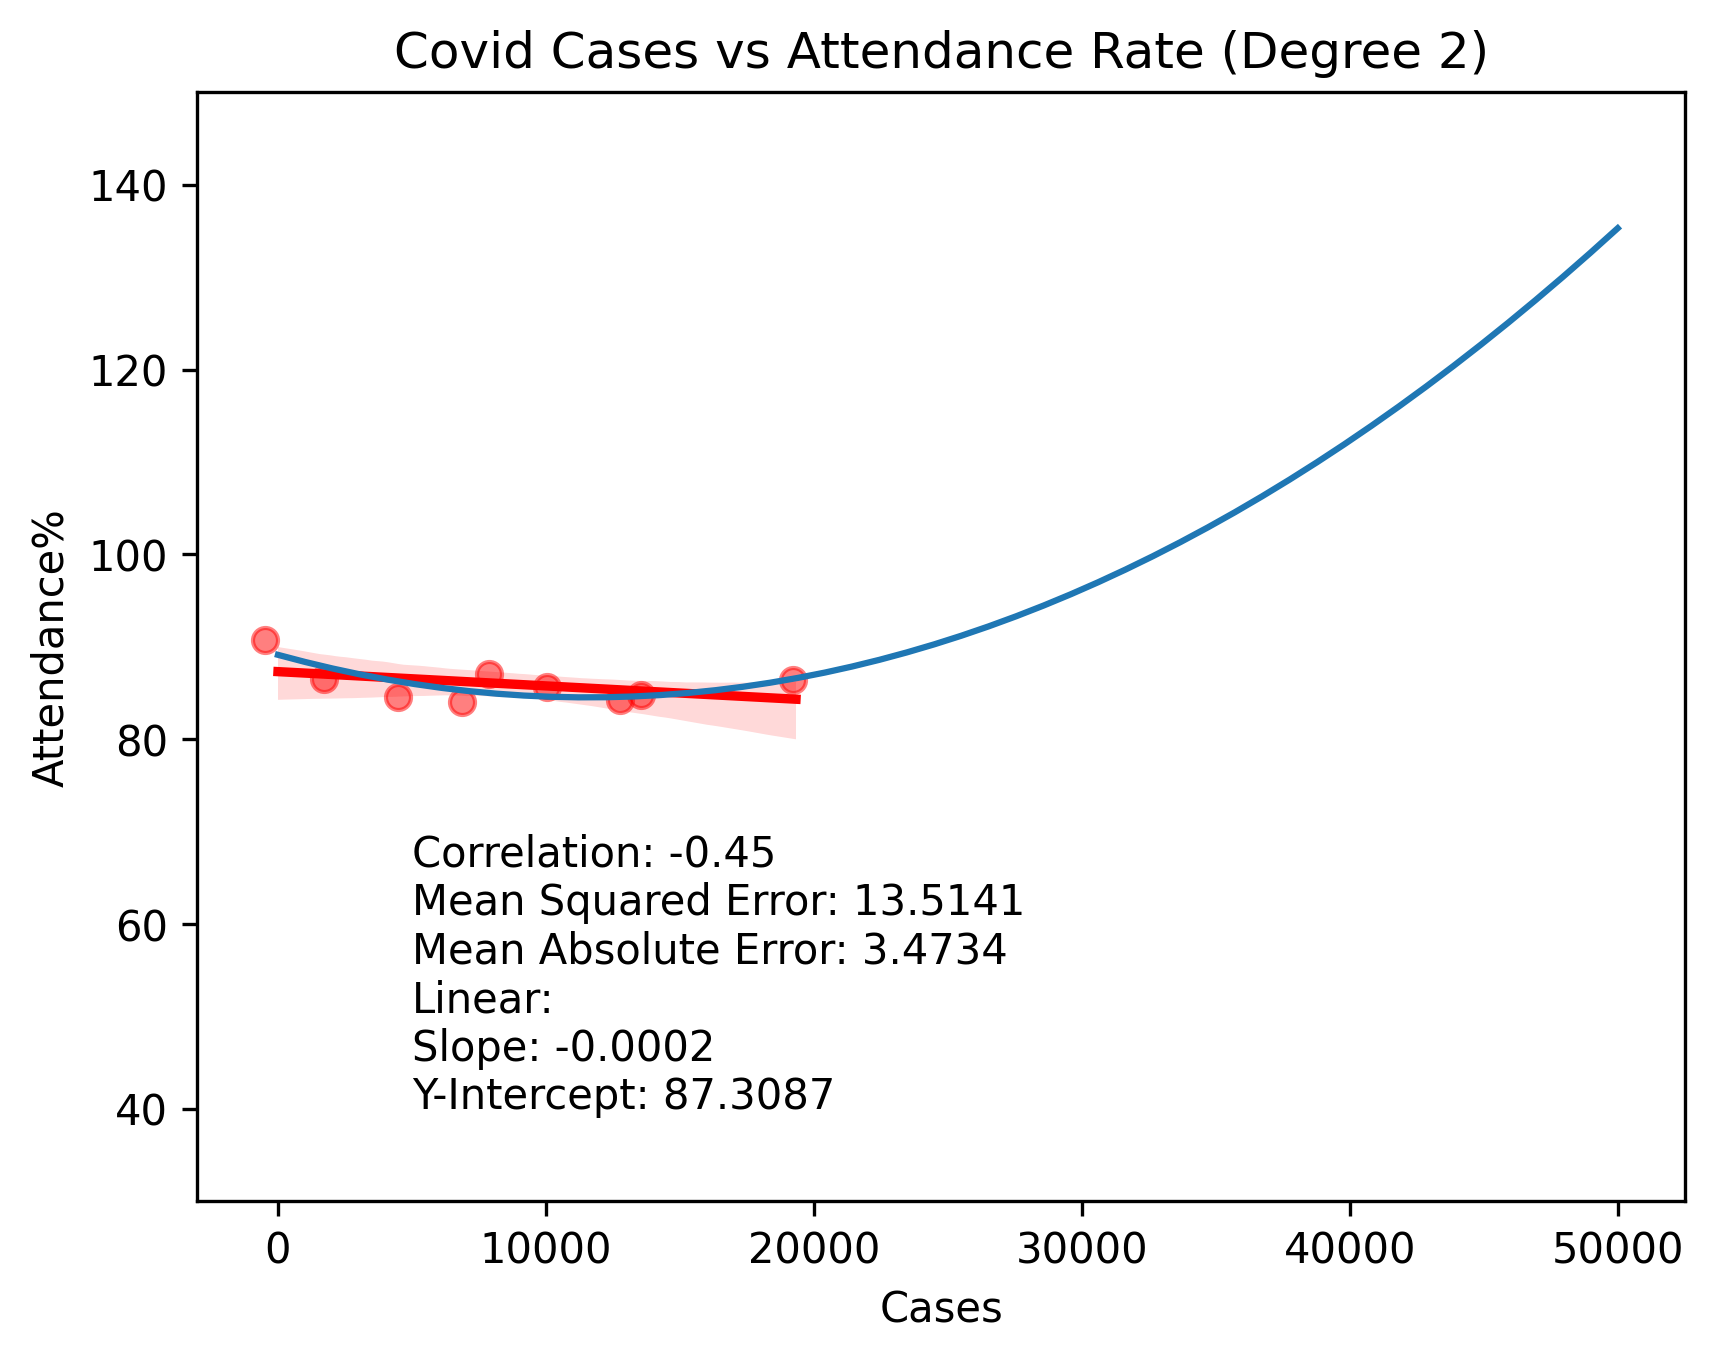 Covid Cases vs Attendance Rate (Degree 2)
140
120
100
80
60
40
Attendance%
Correlation: -0.45
Mean Squared Error: 13.5141
Mean Absolute Error: 3.4734
Linear:
Slope: -0.0002
Y-Intercept: 87.3087
0 10000 20000 30000 40000 50000
Cases